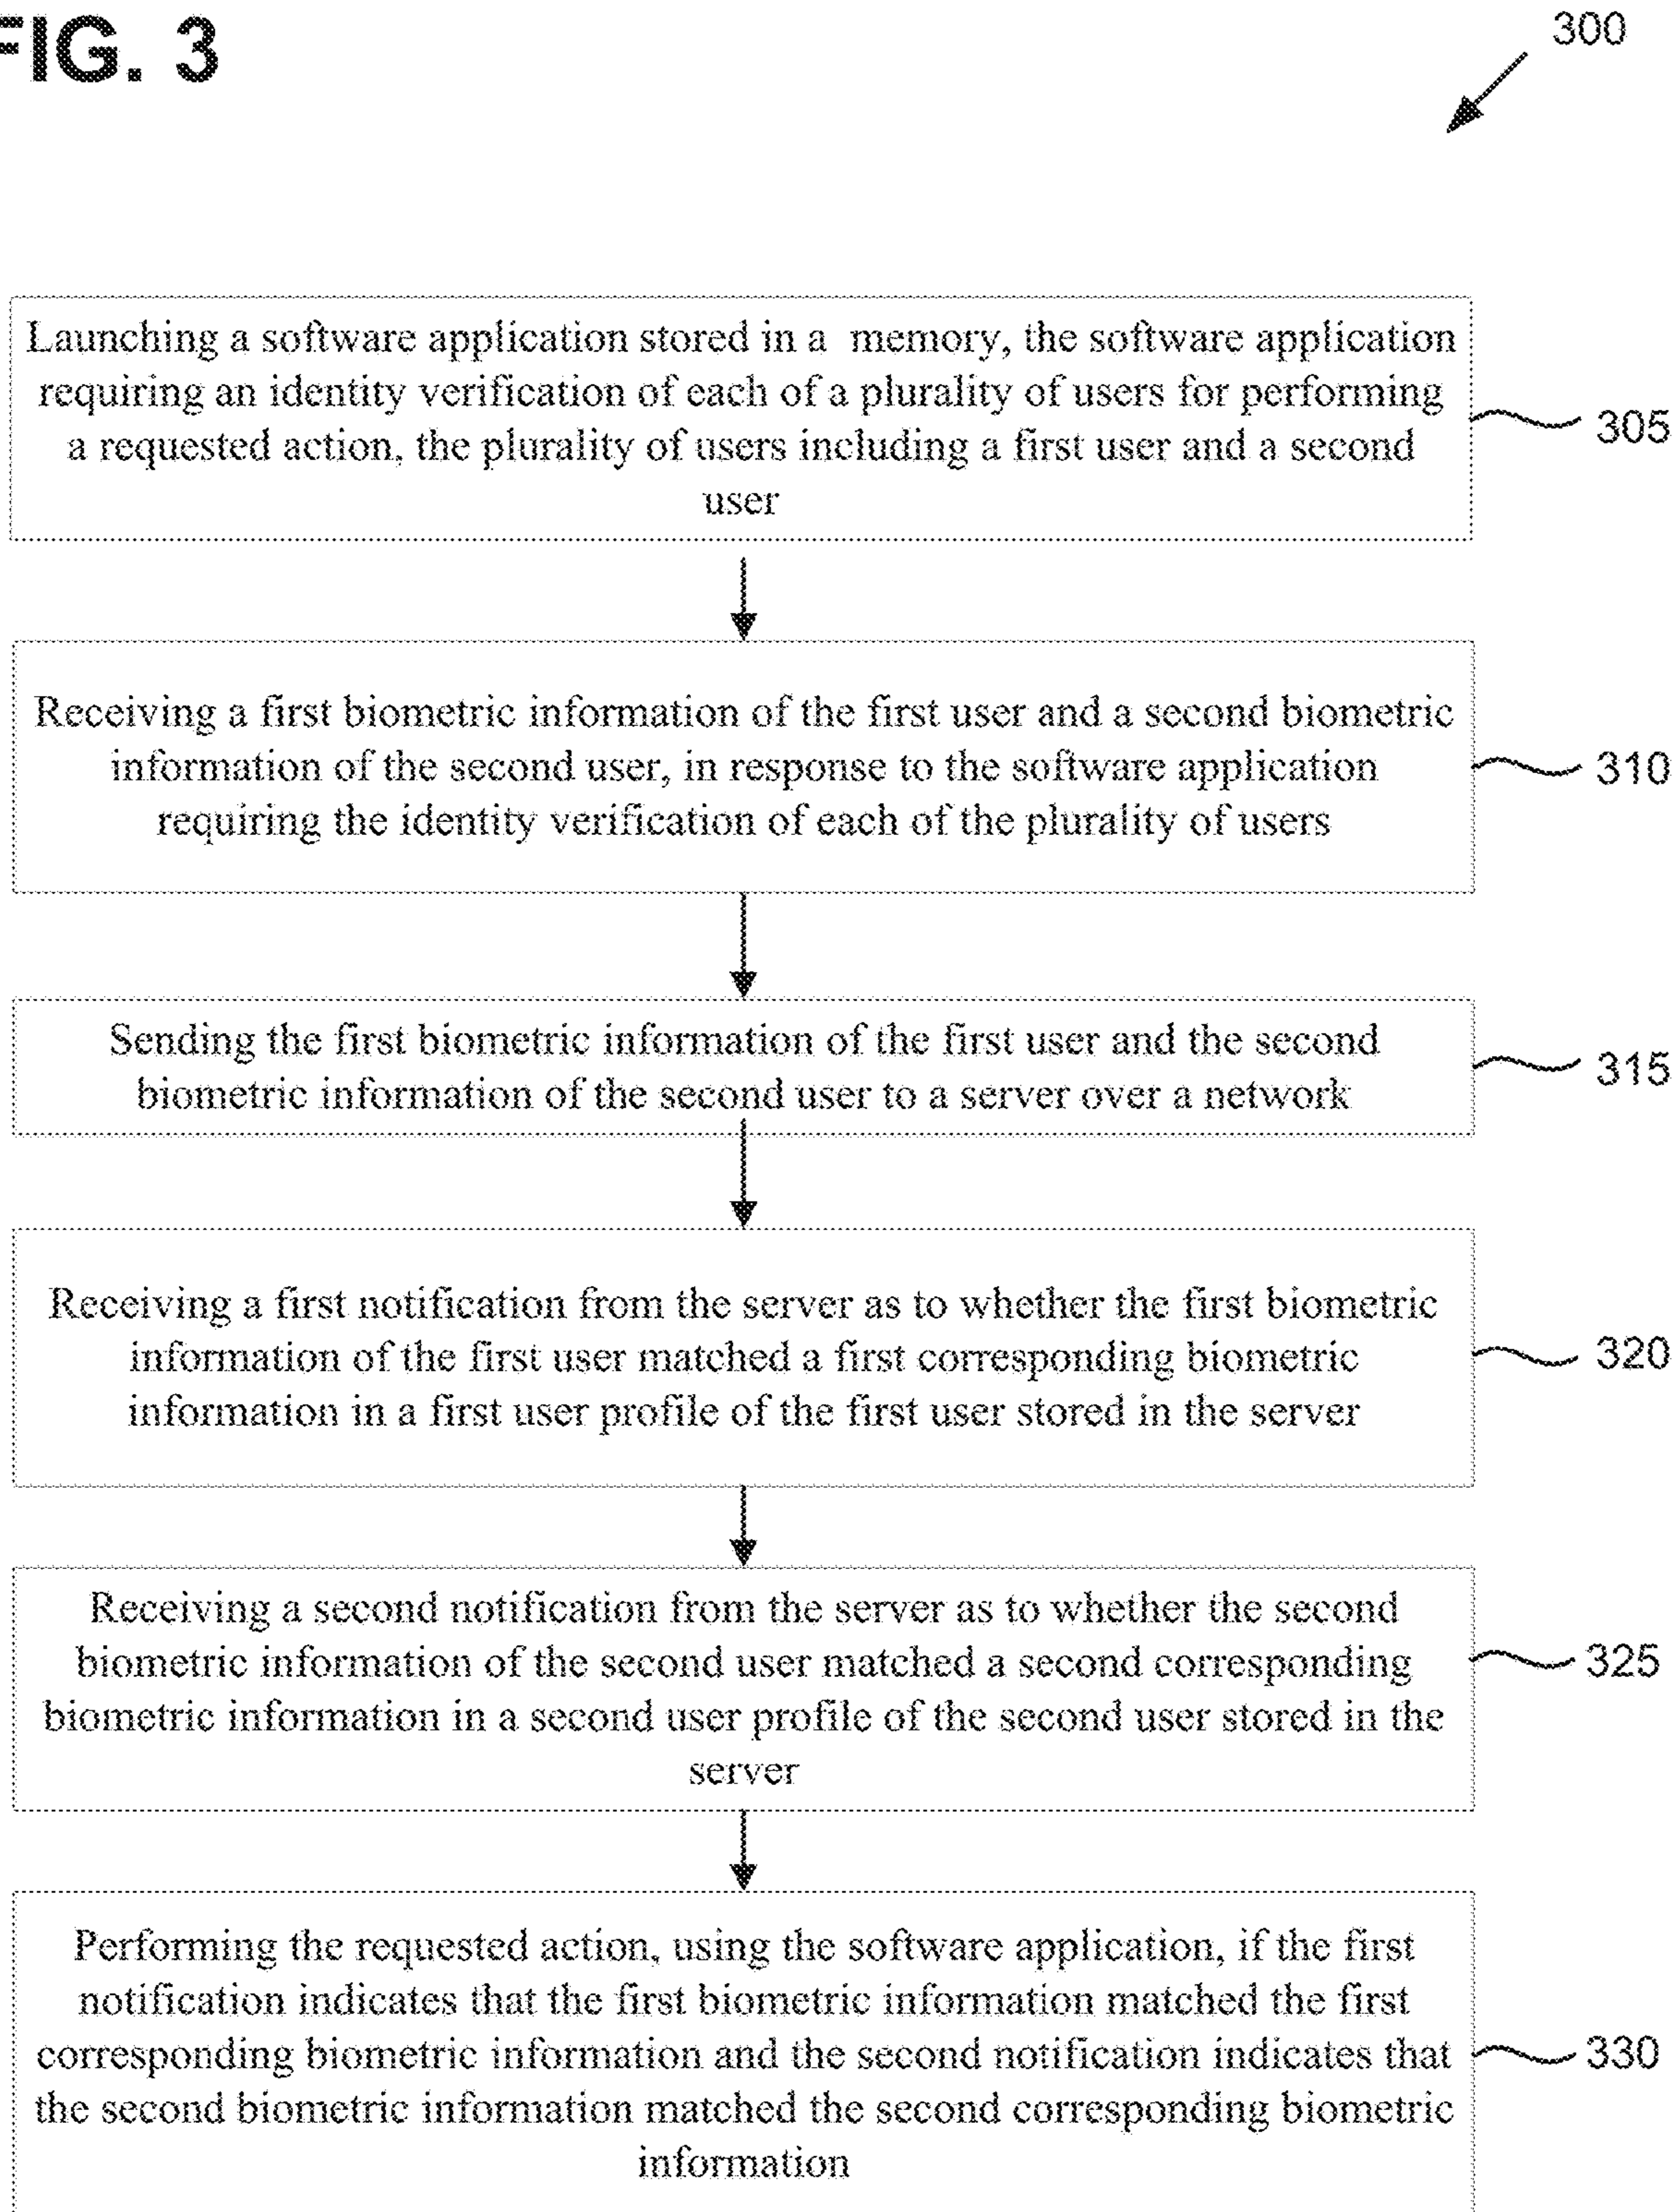 FIG. 3
300
Launching a software application stored in a memory, the software application
requiring an identity verification of each of a plurality of users for performing
a requested action, the plurality of users including a first user and a second
user
305
Receiving a first biometric information of the first user and a second biometric
information of the second user, in response to the software application
requiring the identity verification of each of the plurality of users
310
Sending the first biometric information of the first user and the second
biometric information of the second user to a server over a network
315
Receiving a first notification from the server as to whether the first biometric
information of the first user matched a first corresponding biometric
information in a first user profile of the first user stored in the server
320
Receiving a second notification from the server as to whether the second
biometric information of the second user matched a second corresponding
biometric information in a second user profile of the second user stored in the
server
325
Performing the requested action, using the software application, if the first
notification indicates that the first biometric information matched the first
corresponding biometric information and the second notification indicates that
the second biometric information matched the second corresponding biometric
information
330